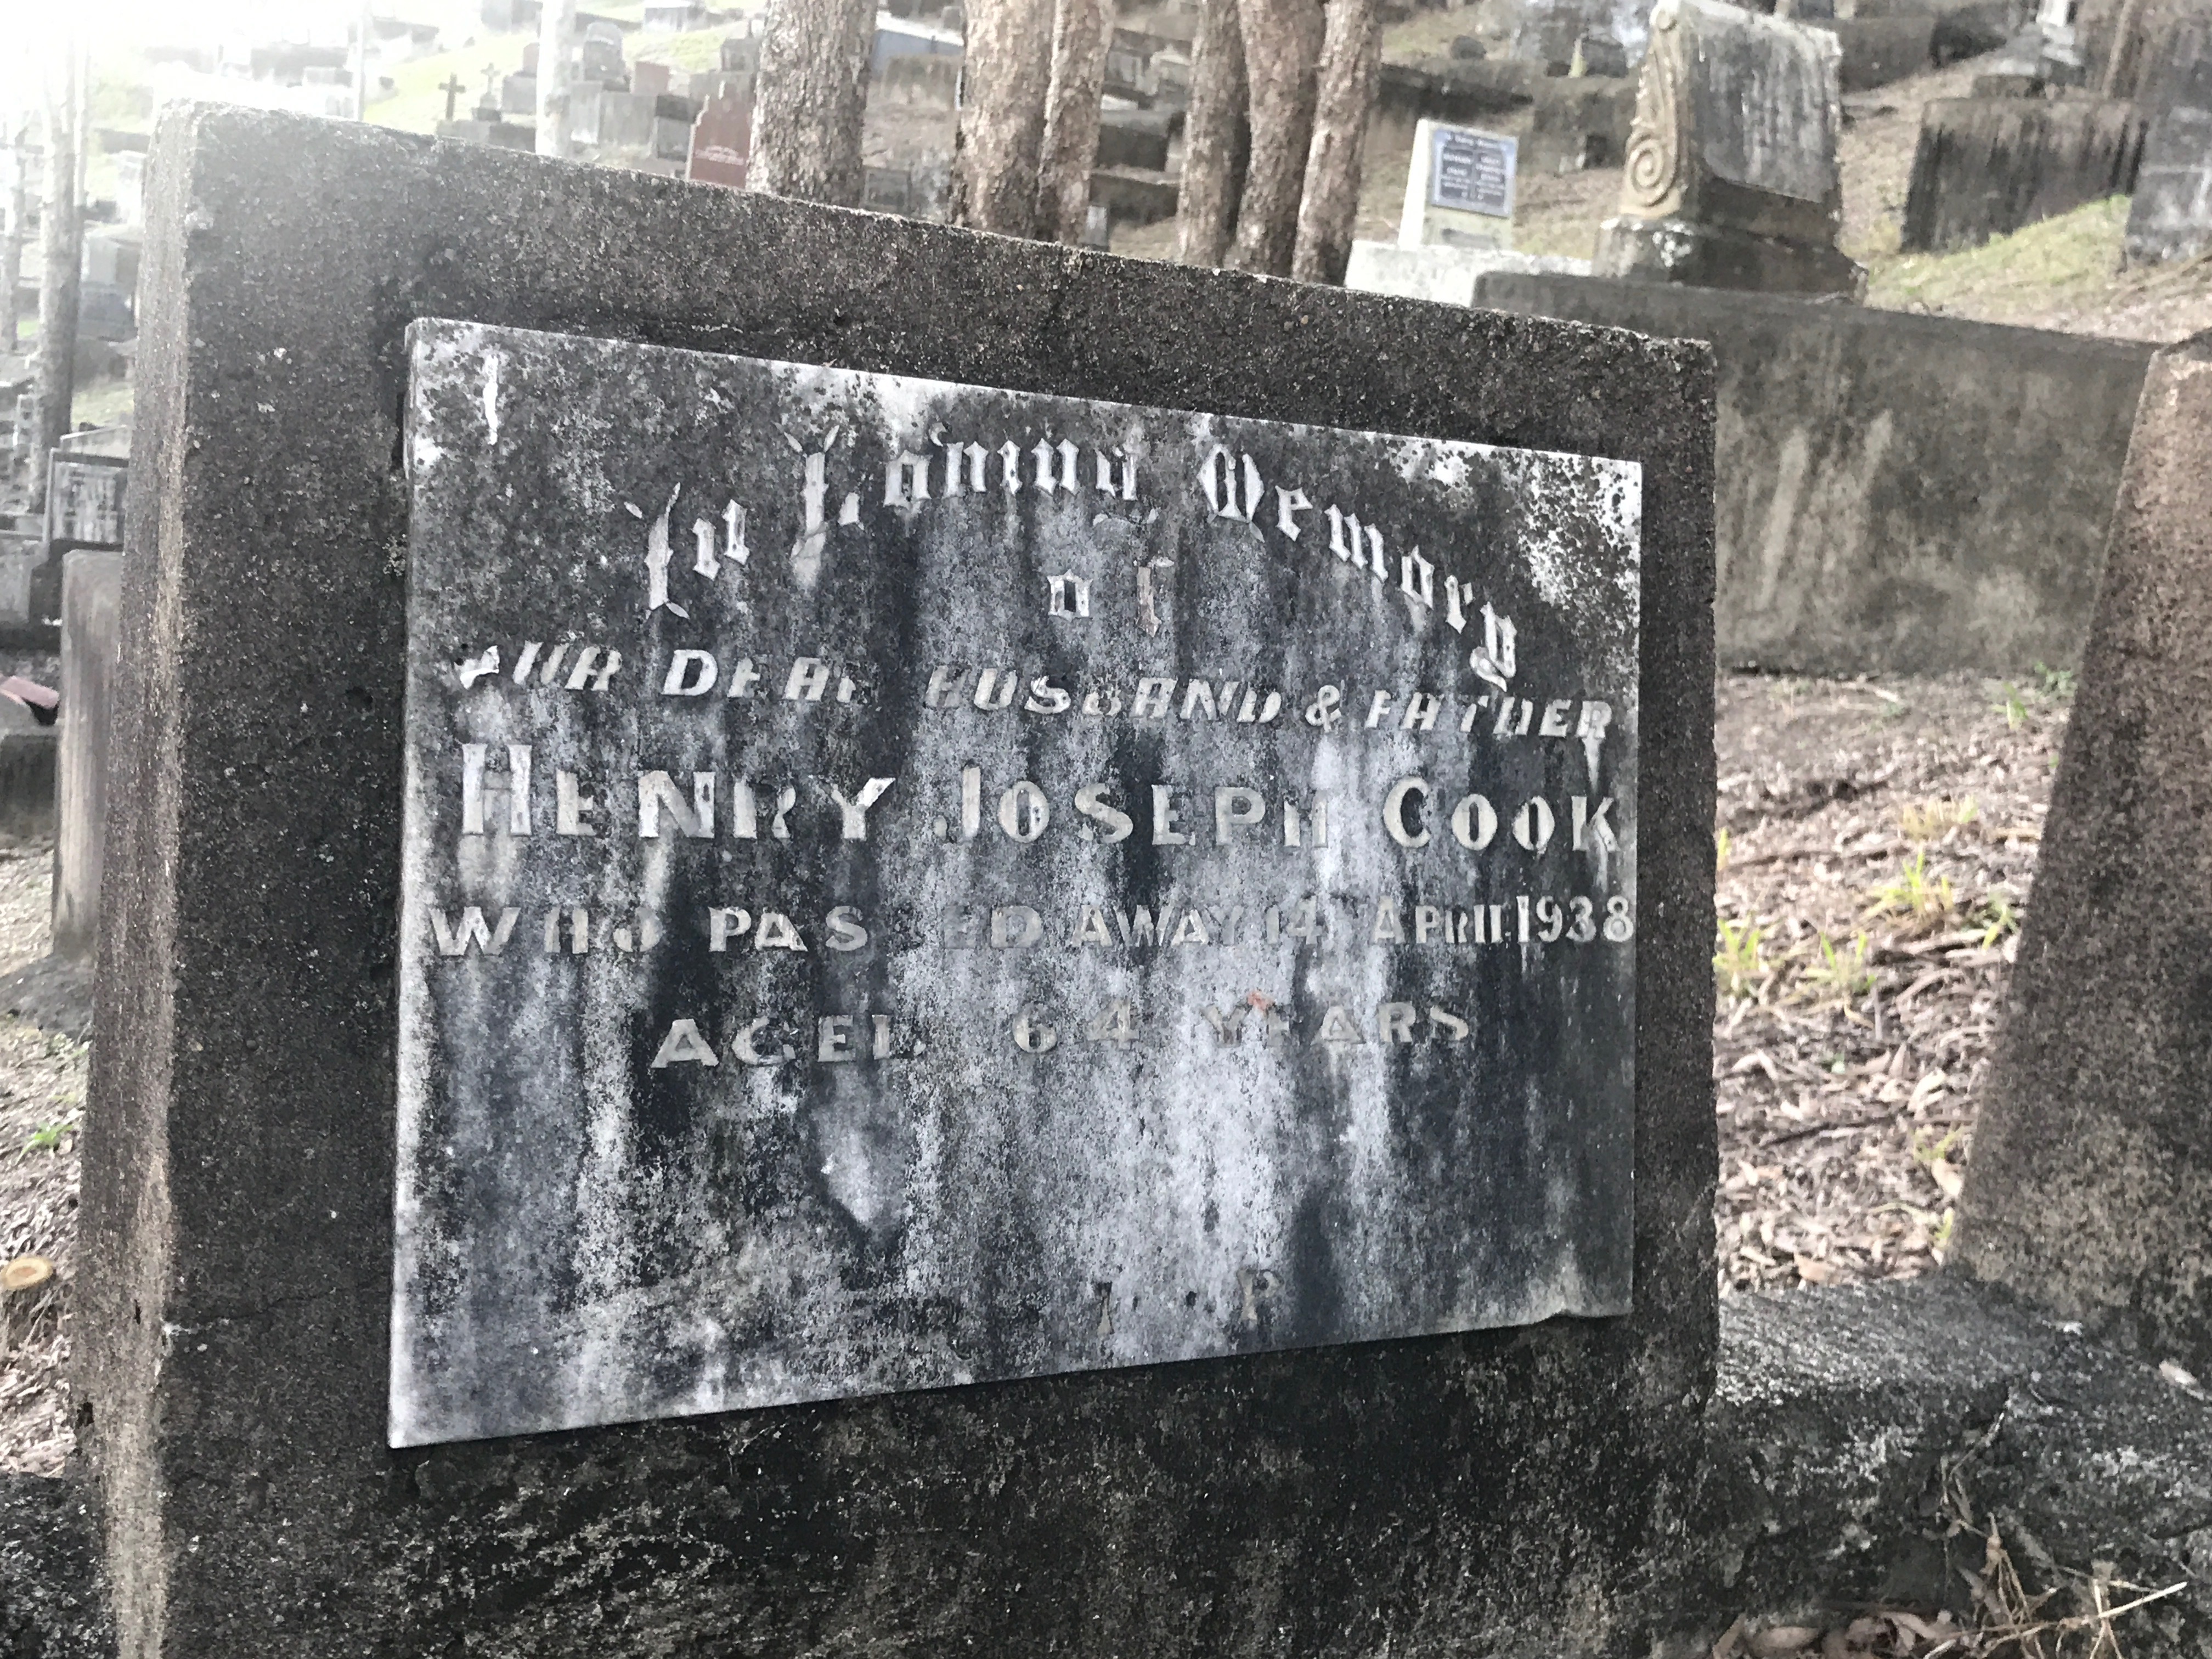 In Loving Memory
of
OUR DEAR HUSBAND & FATHER
HENRY JOSEPH COOK
WHO PASSED AWAY 14TH APRIL 1938
AGED 64 YEARS
I . P